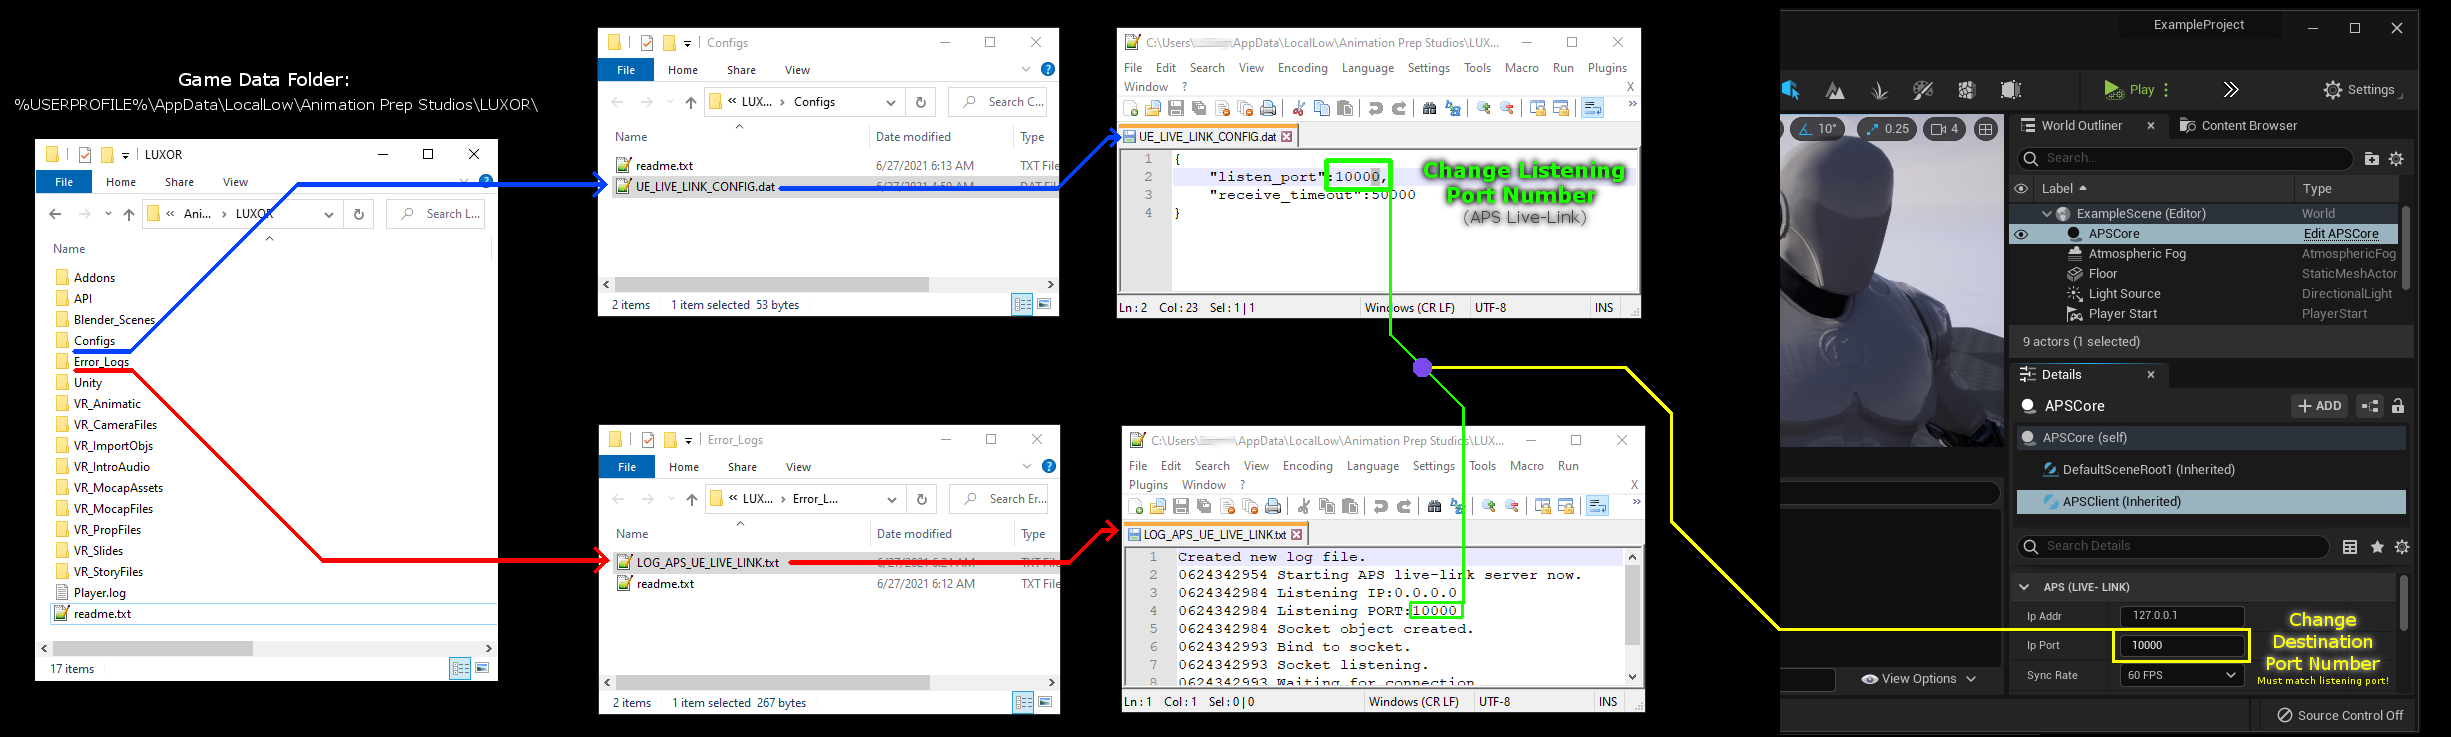 Game Data Folder:
%USERPROFILE%\AppData\LocalLow\Animation Prep Studios\LUXOR\
LUXOR
File Home Share View
« Ani... › LUXOR
Search L...
Name
Addons
API
Blender_Scenes
Configs
Error_Logs
Unity
VR_Animatic
VR_CameraFiles
VR_ImportObjs
VR_IntroAudio
VR_MocapAssets
VR_MocapFiles
VR_PropFiles
VR_Slides
VR_StoryFiles
Player.log
readme.txt
17 items
Configs
File Home Share View
« LUX... › Configs
Search C...
Name Date modified Type
readme.txt 6/27/2021 6:13 AM TXT File
UE_LIVE_LINK_CONFIG.dat 6/27/2021 4:50 AM DAT File
2 items 1 item selected 53 bytes
C:\Users\ AppData\LocalLow\Animation Prep Studios\LUX...
File Edit Search View Encoding Language Settings Tools Macro Run Plugins
Window ? X
UE_LIVE_LINK_CONFIG.dat
1 {
2 "listen_port":10000,
3 "receive_timeout":50000
4 }
Change Listening
Port Number
(APS Live-Link)
Ln : 2 Col : 23 Sel : 1 | 1 Windows (CR LF) UTF-8 INS
Error_Logs
File Home Share View
« LUX... › Error_L...
Search Er...
Name Date modified Type
LOG_APS_UE_LIVE_LINK.txt 6/27/2021 6:24 AM TXT File
readme.txt 6/27/2021 6:12 AM TXT File
2 items 1 item selected 267 bytes
C:\Users\ AppData\LocalLow\Animation Prep Studios\LUX...
File Edit Search View Encoding Language Settings Tools Macro Run
Plugins Window ? X
LOG_APS_UE_LIVE_LINK.txt
1 Created new log file.
2 0624342954 Starting APS live-link server now.
3 0624342984 Listening IP:0.0.0.0
4 0624342984 Listening PORT:10000
5 0624342984 Socket object created.
6 0624342993 Bind to socket.
7 0624342993 Socket listening.
8 0624342993 Waiting for connection
Ln : 1 Col : 1 Sel : 0 | 0 Windows (CR LF) UTF-8 INS
ExampleProject
Play
Settings
10° 0.25 4
World Outliner
Content Browser
Search...
Label Type
ExampleScene (Editor) World
APSCore Edit APSCore
Atmospheric Fog AtmosphericFog
Floor StaticMeshActor
Light Source DirectionalLight
Player Start PlayerStart
9 actors (1 selected)
Details
APSCore
+ ADD
APSCore (self)
DefaultSceneRoot1 (Inherited)
APSClient (Inherited)
Search Details
APS (LIVE- LINK)
Ip Addr 127.0.0.1
Ip Port 10000
Sync Rate 60 FPS
Change
Destination
Port Number
Must match listening port!
View Options
Source Control Off